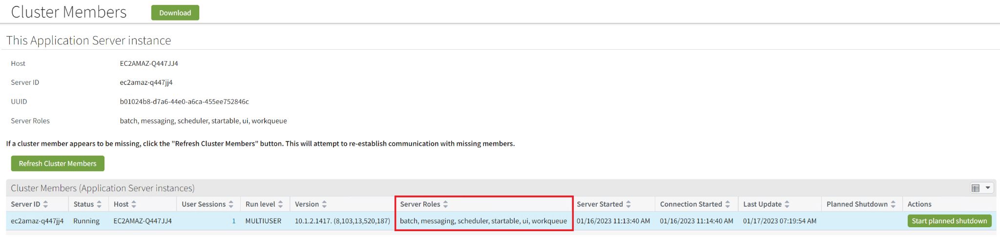 Cluster Members Download
This Application Server instance
Host EC2AMAZ-Q447JJ4
Server ID ec2amaz-q447jj4
UUID b01024b8-d7a6-44e0-a6ca-455ee752846c
Server Roles batch, messaging, scheduler, startable, ui, workqueue
If a cluster member appears to be missing, click the "Refresh Cluster Members" button. This will attempt to re-establish communication with missing members.
Refresh Cluster Members
Cluster Members (Application Server instances)
Server ID Status Host User Sessions Run level Version Server Roles Server Started Connection Started Last Update Planned Shutdown Actions
ec2amaz-q447jj4 Running EC2AMAZ-Q447JJ4 1 MULTIUSER 10.1.2.1417. (8,103,13,520,187) batch, messaging, scheduler, startable, ui, workqueue 01/16/2023 11:13:40 AM 01/16/2023 11:14:40 AM 01/17/2023 07:19:54 AM Start planned shutdown